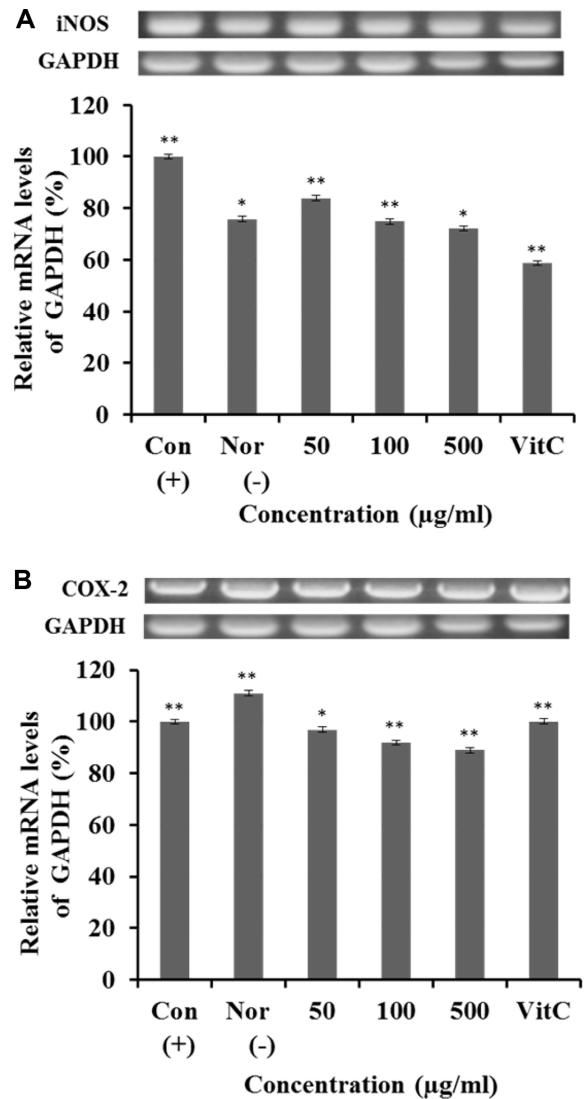 A
iNOS
GAPDH
Relative mRNA levels
of GAPDH (%)
120
100
80
60
40
20
0
** * ** ** * **
Con Nor 50 100 500 VitC
(+) (-)
Concentration (µg/ml)
B
COX-2
GAPDH
Relative mRNA levels
of GAPDH (%)
120
100
80
60
40
20
0
** ** * ** ** **
Con Nor 50 100 500 VitC
(+) (-)
Concentration (µg/ml)